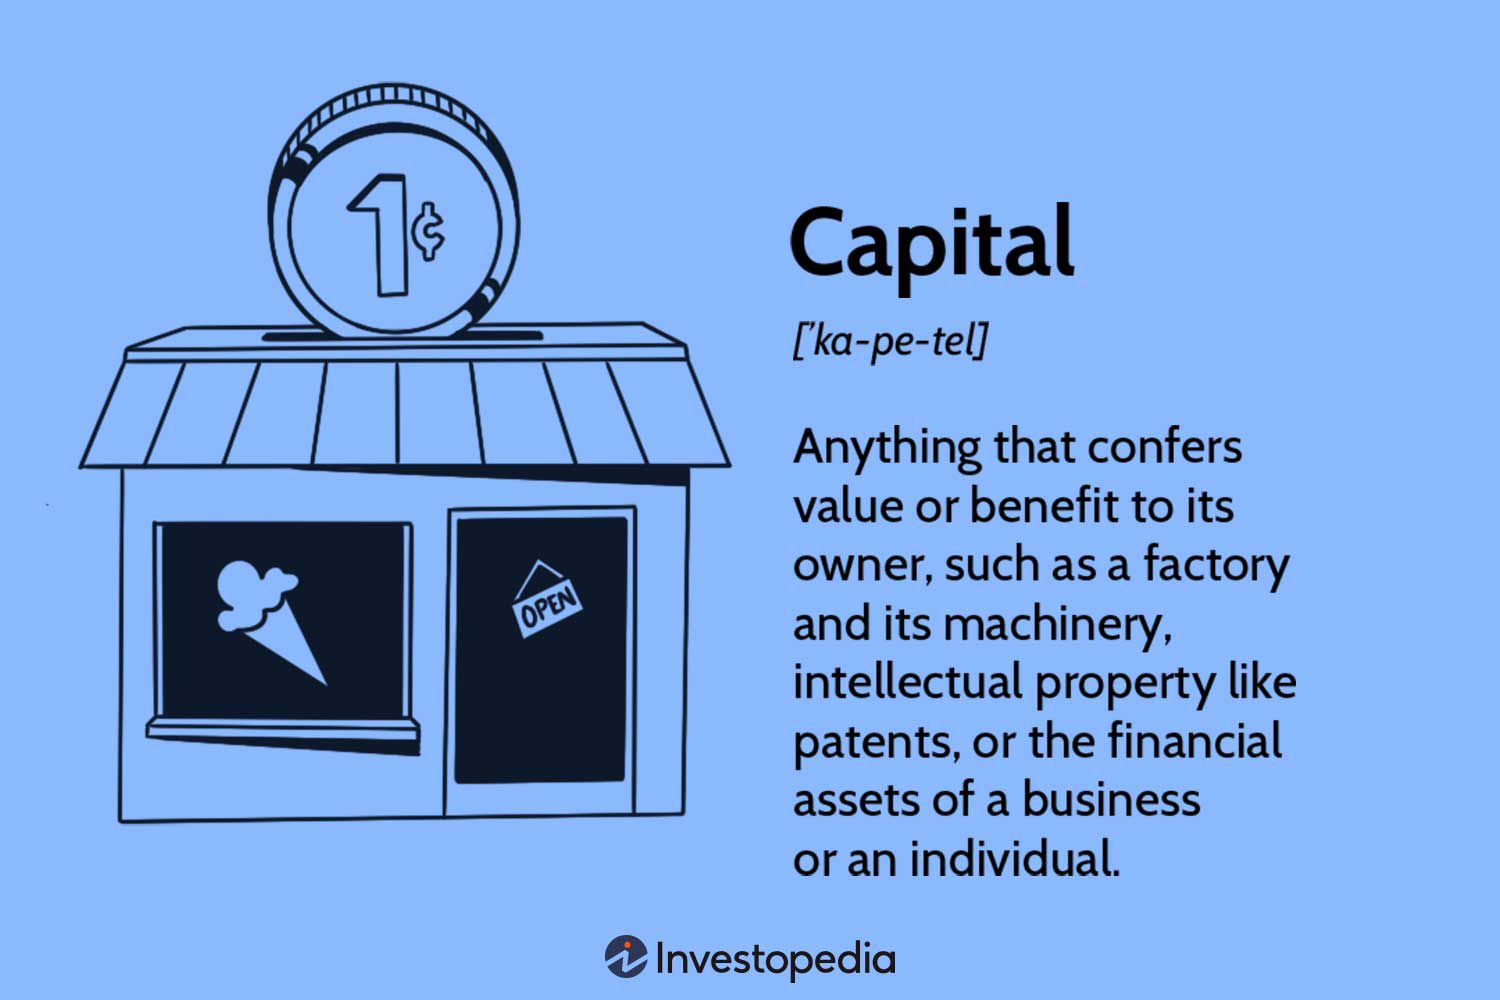 1¢
Capital
['ka-pe-tel]
OPEN
Anything that confers
value or benefit to its
owner, such as a factory
and its machinery,
intellectual property like
patents, or the financial
assets of a business
or an individual.
Investopedia